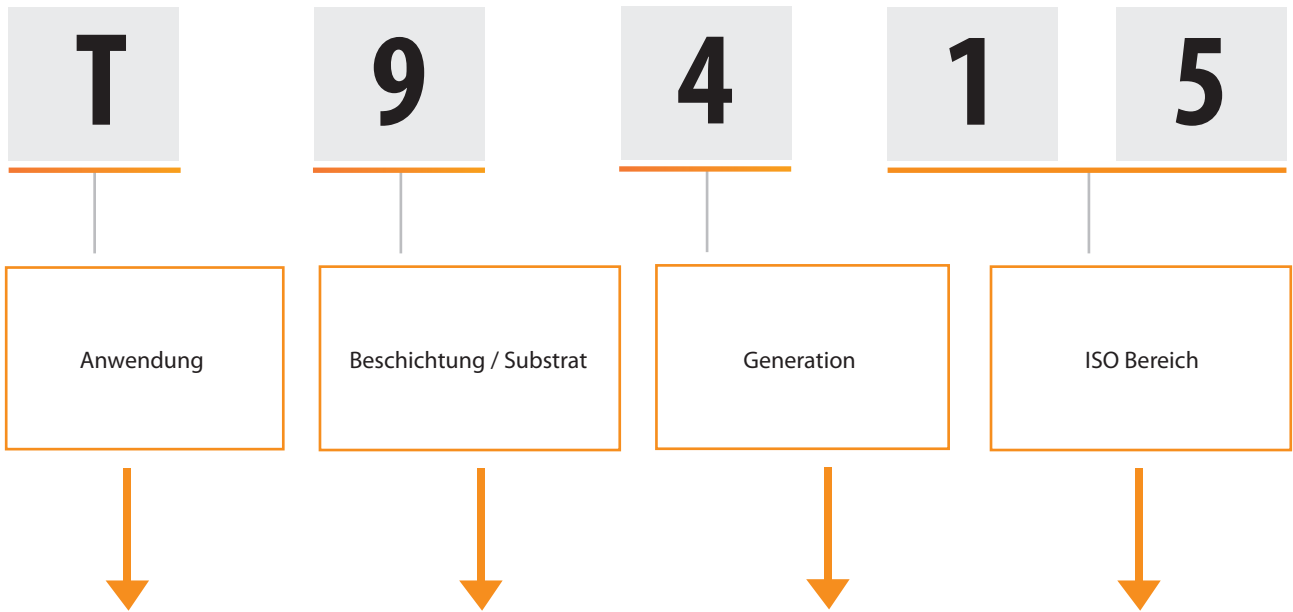 T 9 4 1 5
Anwendung
Beschichtung / Substrat
Generation
ISO Bereich